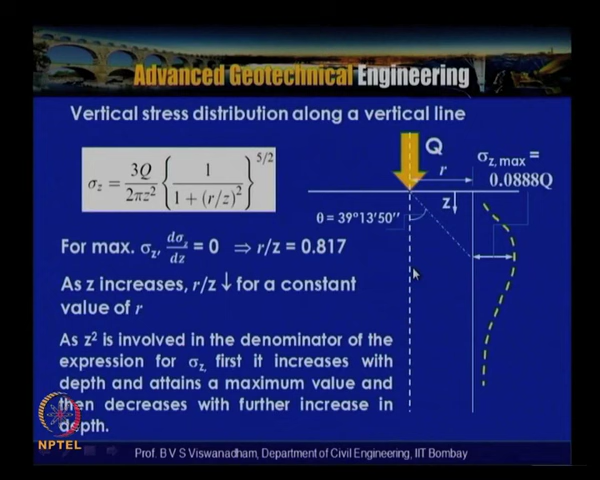 Advanced Geotechnical Engineering
Vertical stress distribution along a vertical line
σz = 3Q/2πz² {1/1 + (r/z)²}^5/2
Q
r
z
σz,max = 0.0888Q
θ = 39°13'50''
For max. σz, dσz/dz = 0 ⇒ r/z = 0.817
As z increases, r/z ↓ for a constant
value of r
As z² is involved in the denominator of the
expression for σz, first it increases with
depth and attains a maximum value and
then decreases with further increase in
depth.
NPTEL
Prof. B V S Viswanadham, Department of Civil Engineering, IIT Bombay